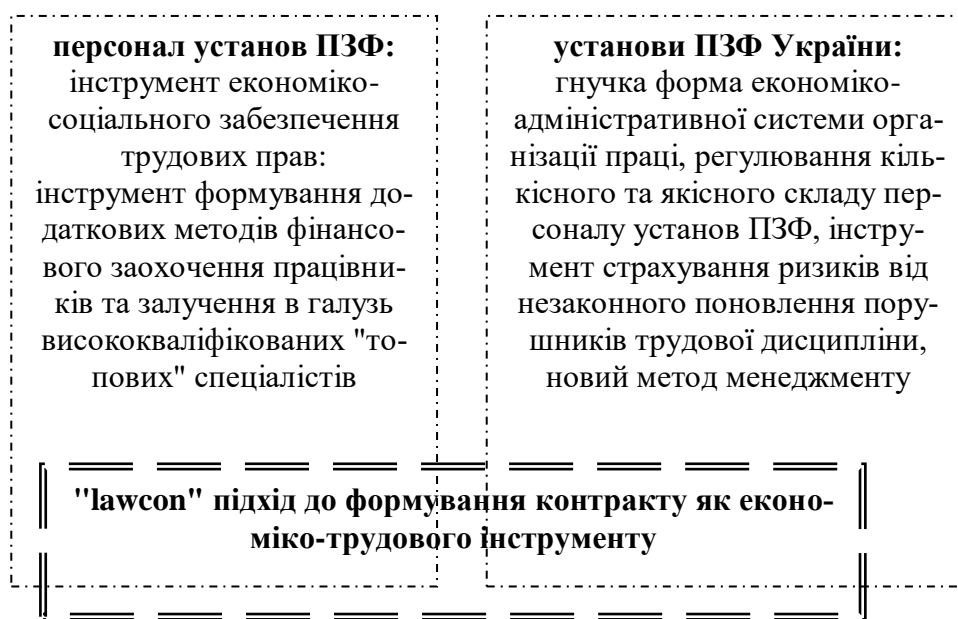 персонал установ ПЗФ:
інструмент економіко-
соціального забезпечення
трудових прав:
інструмент формування до-
даткових методів фінансо-
вого заохочення працівни-
ків та залучення в галузь
висококваліфікованих "то-
пових" спеціалістів
установи ПЗФ України:
гнучка форма економіко-
адміністративної системи орга-
нізації праці, регулювання кіль-
кісного та якісного складу пер-
соналу установ ПЗФ, інстру-
мент страхування ризиків від
незаконного поновлення пору-
шників трудової дисципліни,
новий метод менеджменту
"lawcon" підхід до формування контракту як еконо-
міко-трудового інструменту